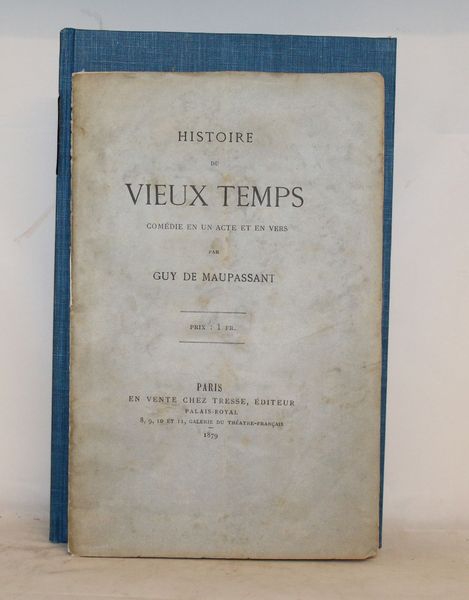 HISTOIRE
DU
VIEUX TEMPS
COMÉDIE EN UN ACTE ET EN VERS
PAR
GUY DE MAUPASSANT
PRIX : 1 FR.
PARIS
EN VENTE CHEZ TRESSE, ÉDITEUR
PALAIS-ROYAL
8, 9, 10 ET 11, GALERIE DU THÉATRE-FRANÇAIS
1879